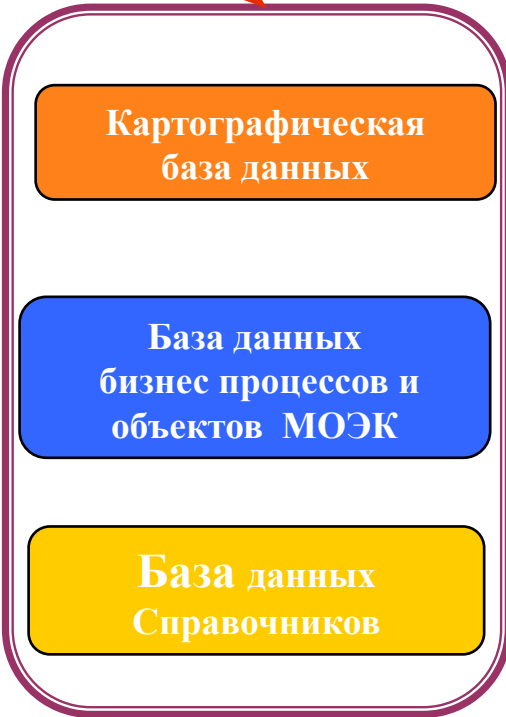 Картографическая
база данных
База данных
бизнес процессов и
объектов МОЭК
База данных
Справочников